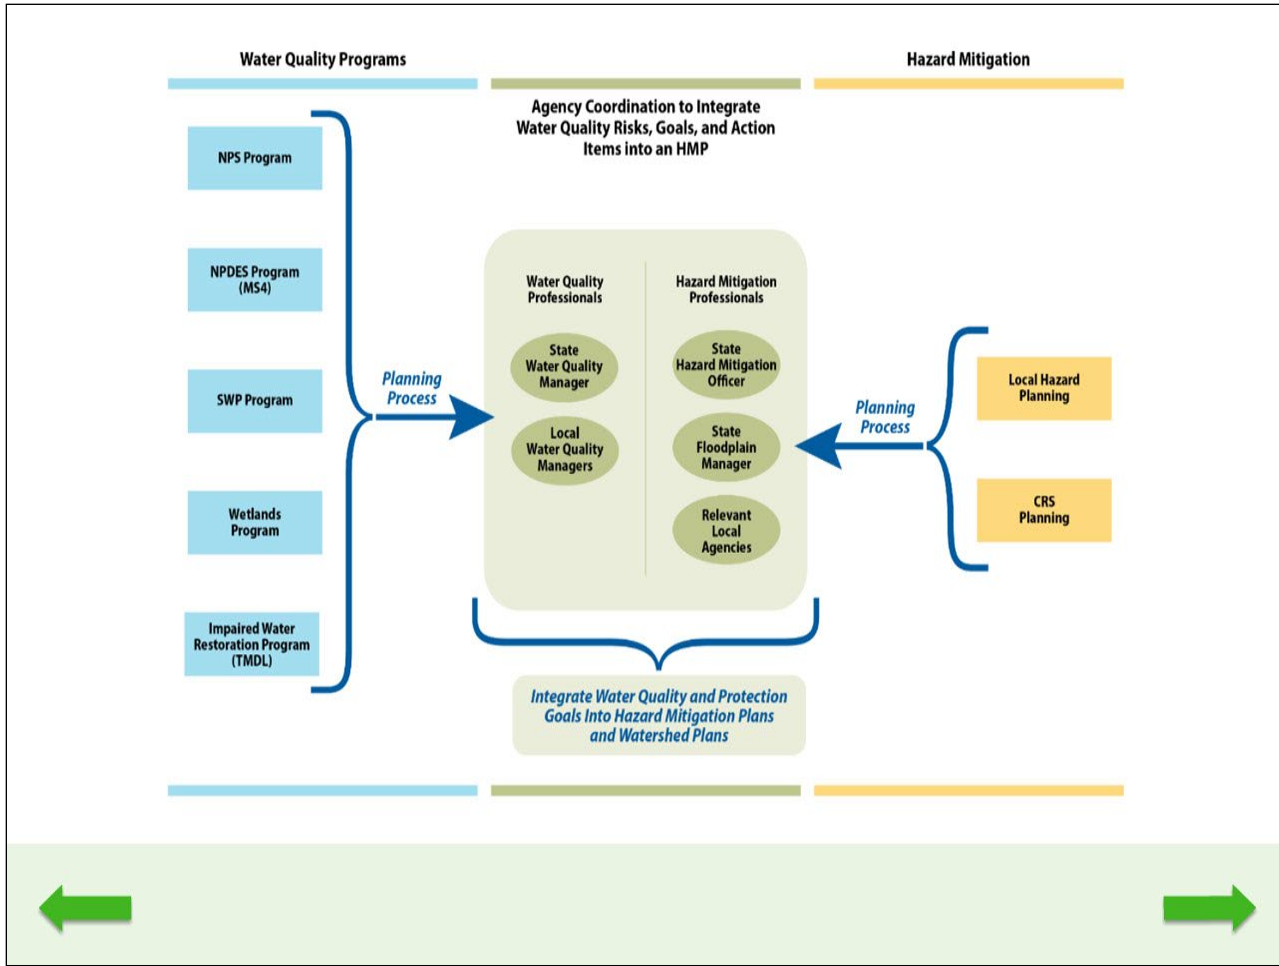 Water Quality Programs
Hazard Mitigation
Agency Coordination to Integrate
Water Quality Risks, Goals, and Action
Items into an HMP
NPS Program
NPDES Program
(MS4)
SWP Program
Wetlands
Program
Impaired Water
Restoration Program
(TMDL)
Planning
Process
Water Quality
Professionals
State
Water Quality
Manager
Local
Water Quality
Managers
Hazard Mitigation
Professionals
State
Hazard Mitigation
Officer
State
Floodplain
Manager
Relevant
Local
Agencies
Planning
Process
Local Hazard
Planning
CRS
Planning
Integrate Water Quality and Protection
Goals Into Hazard Mitigation Plans
and Watershed Plans